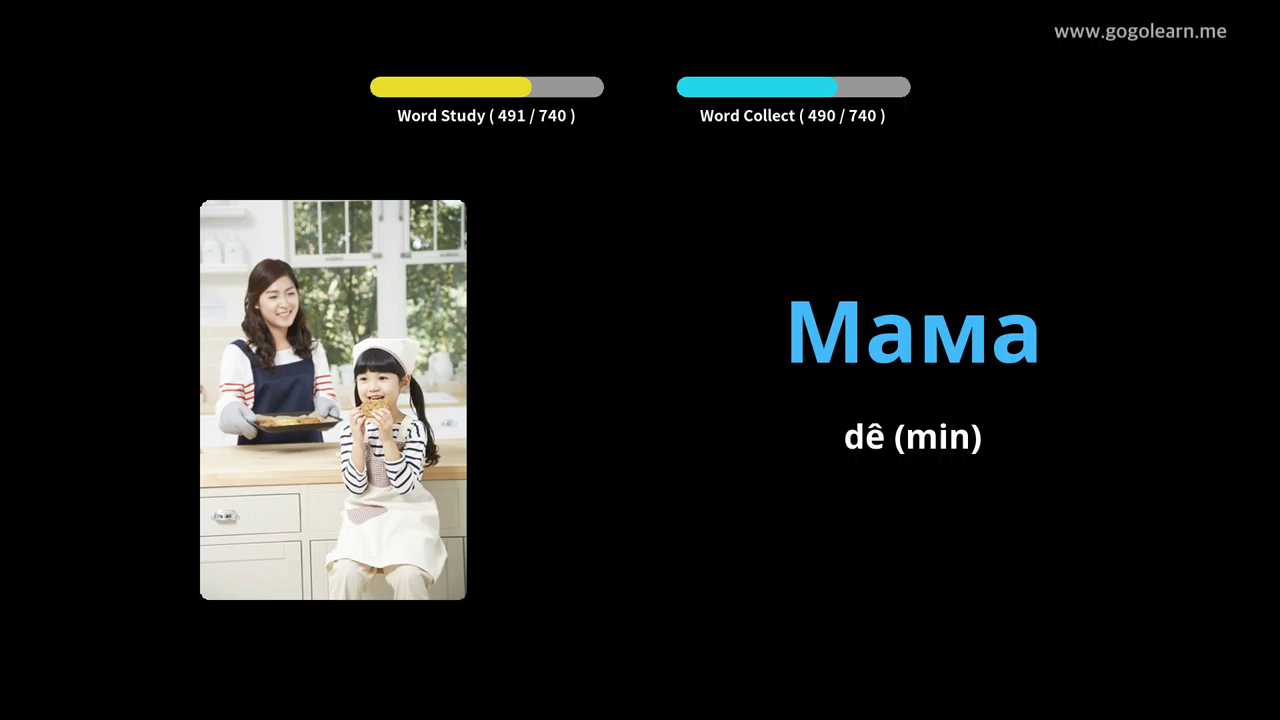 www.gogolearn.me
Word Study ( 491 / 740 )
Word Collect ( 490 / 740 )
Мама
dê (min)